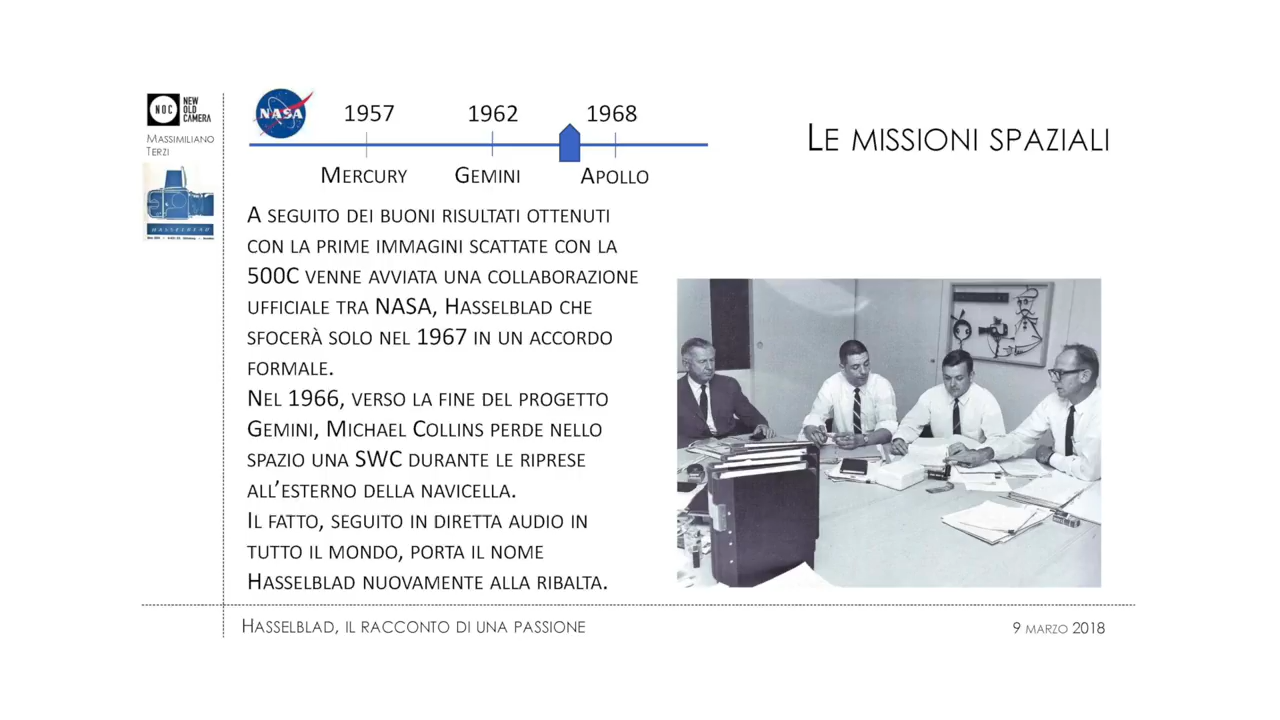 NOC
NEW
OLD
CAMERA
MASSIMILIANO
TERZI
HASSELBLAD
NASA
1957
1962
1968
MERCURY
GEMINI
APOLLO
LE MISSIONI SPAZIALI
A SEGUITO DEI BUONI RISULTATI OTTENUTI
CON LA PRIME IMMAGINI SCATTATE CON LA
500C VENNE AVVIATA UNA COLLABORAZIONE
UFFICIALE TRA NASA, HASSELBLAD CHE
SFOCERÀ SOLO NEL 1967 IN UN ACCORDO
FORMALE.
NEL 1966, VERSO LA FINE DEL PROGETTO
GEMINI, MICHAEL COLLINS PERDE NELLO
SPAZIO UNA SWC DURANTE LE RIPRESE
ALL'ESTERNO DELLA NAVICELLA.
IL FATTO, SEGUITO IN DIRETTA AUDIO IN
TUTTO IL MONDO, PORTA IL NOME
HASSELBLAD NUOVAMENTE ALLA RIBALTA.
HASSELBLAD, IL RACCONTO DI UNA PASSIONE
9 MARZO 2018